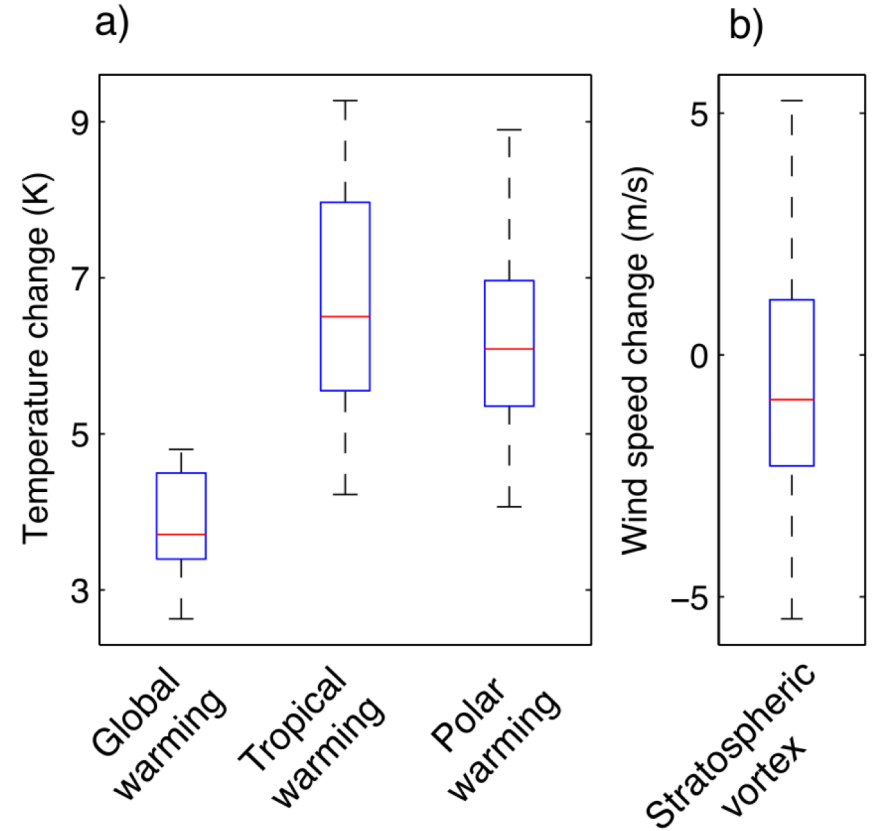 a)
Temperature change (K)
9
7
5
3
Global
warming
Tropical
warming
Polar
warming
b)
Wind speed change (m/s)
5
0
−5
Stratospheric
vortex